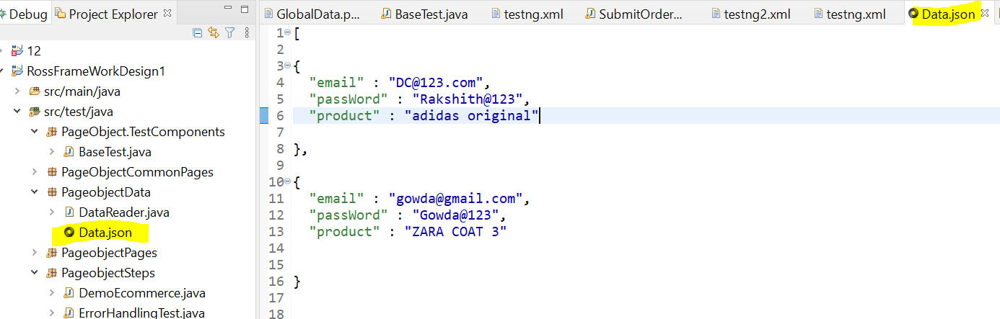 Debug Project Explorer
12
RossFrameWorkDesign1
src/main/java
src/test/java
PageObject.TestComponents
BaseTest.java
PageObjectCommonPages
PageobjectData
DataReader.java
Data.json
PageobjectPages
PageobjectSteps
DemoEcommerce.java
ErrorHandlingTest.java
GlobalData.p... BaseTest.java testng.xml SubmitOrder... testng2.xml testng.xml Data.json
1 [
2
3 {
4 "email" : "DC@123.com",
5 "passWord" : "Rakshith@123",
6 "product" : "adidas original"
7
8 },
9
10 {
11 "email" : "gowda@gmail.com",
12 "passWord" : "Gowda@123",
13 "product" : "ZARA COAT 3"
14
15
16 }
17
18